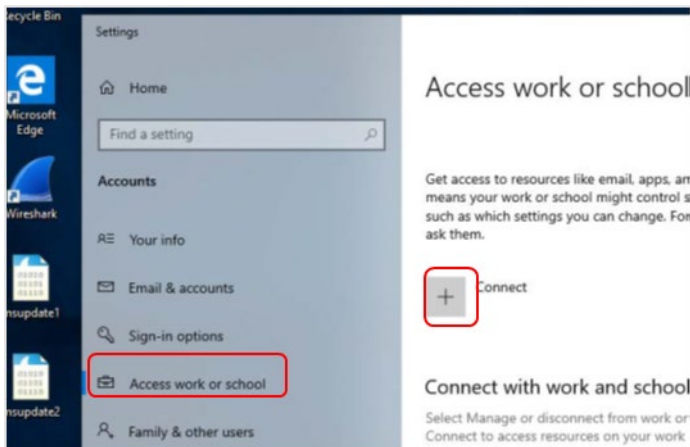 Recycle Bin
Microsoft
Edge
Wireshark
msupdate1
msupdate2
Settings
Home
Find a setting
Accounts
Your info
Email & accounts
Sign-in options
Access work or school
Family & other users
Access work or school
Get access to resources like email, apps, an
means your work or school might control s
such as which settings you can change. For
ask them.
Connect
Connect with work and school
Select Manage or disconnect from work or
Connect to access resources on your work